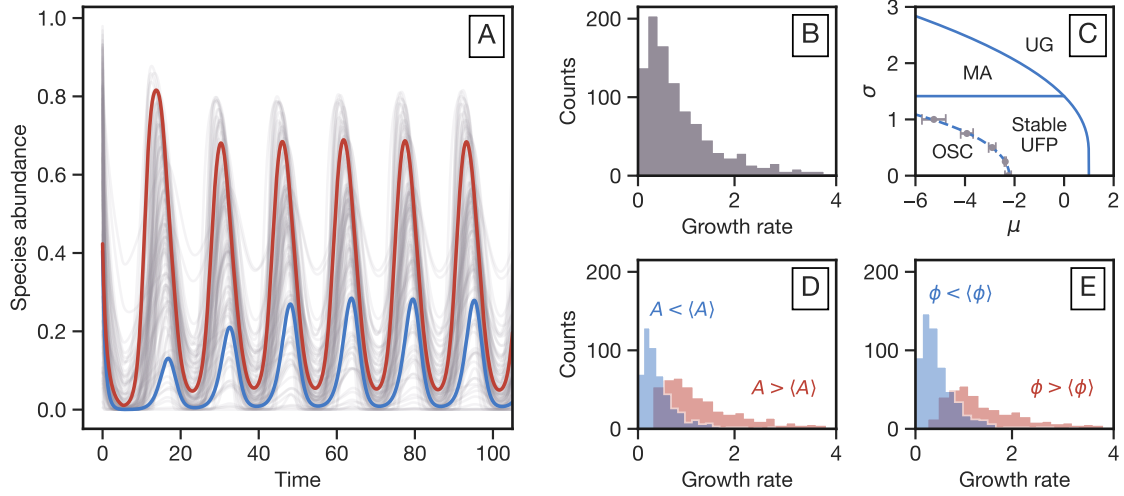 A
1.0
0.8
0.6
0.4
0.2
0.0
Species abundance
0 20 40 60 80 100
Time
B
200
100
0
Counts
0 2 4
Growth rate
C
3
2
1
0
σ
UG
MA
Stable
UFP
OSC
−6 −4 −2 0 2
μ
D
200
100
0
Counts
A < ⟨A⟩
A > ⟨A⟩
0 2 4
Growth rate
E
200
100
0
ϕ < ⟨ϕ⟩
ϕ > ⟨ϕ⟩
0 2 4
Growth rate